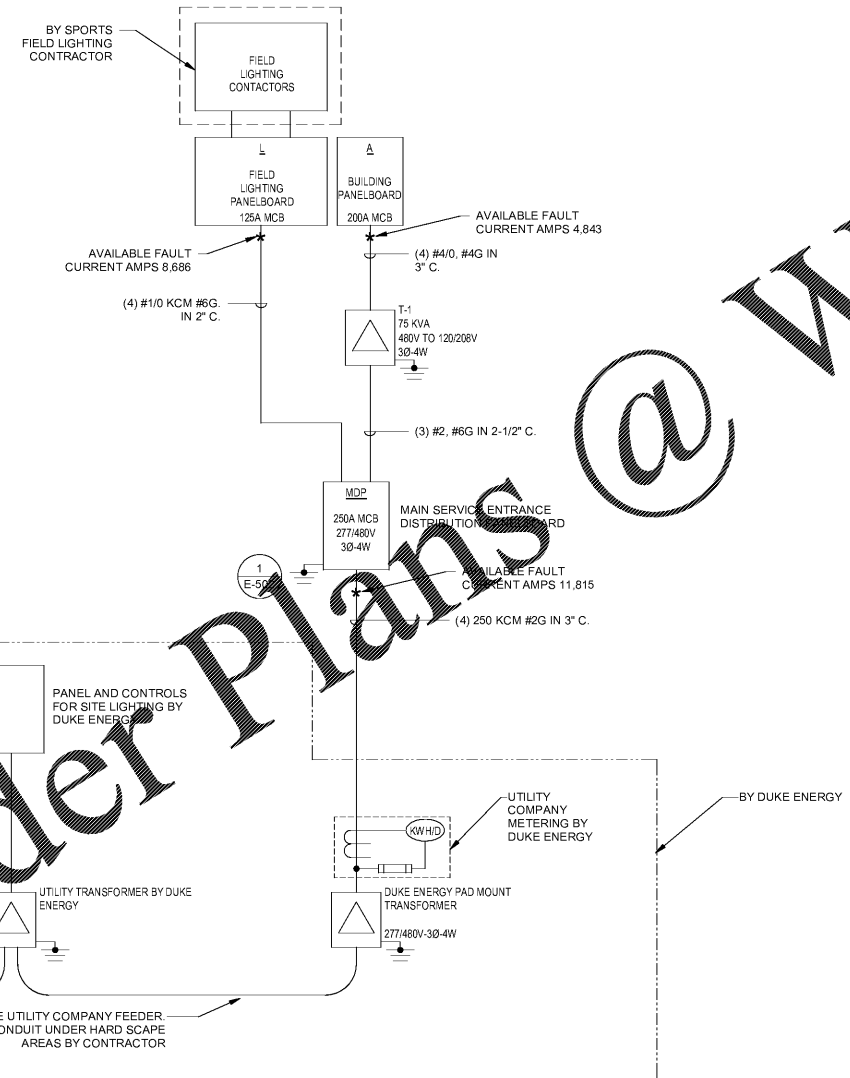 BY SPORTS
FIELD LIGHTING
CONTRACTOR
FIELD
LIGHTING
CONTACTORS
L
FIELD
LIGHTING
PANELBOARD
125A MCB
A
BUILDING
PANELBOARD
200A MCB
AVAILABLE FAULT
CURRENT AMPS 4,843
AVAILABLE FAULT
CURRENT AMPS 8,686
(4) #4/0, #4G IN
3" C.
(4) #1/0 KCM #6G.
IN 2" C.
T-1
75 KVA
480V TO 120/208V
3Ø-4W
(3) #2, #6G IN 2-1/2" C.
MDP
250A MCB
277/480V
3Ø-4W
MAIN SERVICE ENTRANCE
DISTRIBUTION PANELBOARD
1
AVAILABLE FAULT
CURRENT AMPS 11,815
(4) 250 KCM #2G IN 3" C.
PANEL AND CONTROLS
FOR SITE LIGHTING BY
DUKE ENERGY
UTILITY
COMPANY
METERING BY
DUKE ENERGY
BY DUKE ENERGY
KWH/D
UTILITY TRANSFORMER BY DUKE
ENERGY
DUKE ENERGY PAD MOUNT
TRANSFORMER
277/480V-3Ø-4W
E UTILITY COMPANY FEEDER.
ONDUIT UNDER HARD SCAPE
AREAS BY CONTRACTOR
der Plans @ W